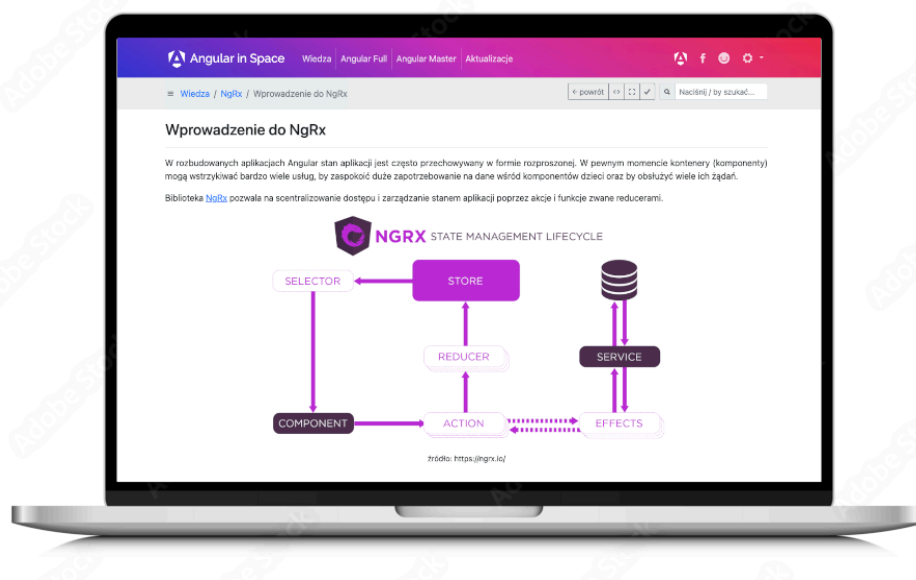 Angular in Space Wiedza Angular Full Angular Master Aktualizacje
≡ Wiedza / NgRx / Wprowadzenie do NgRx ← powrót Naciśnij / by szukać...
Wprowadzenie do NgRx
W rozbudowanych aplikacjach Angular stan aplikacji jest często przechowywany w formie rozproszonej. W pewnym momencie kontenery (komponenty)
mogą wstrzykiwać bardzo wiele usług, by zaspokoić duże zapotrzebowanie na dane wśród komponentów dzieci oraz by obsłużyć wiele ich żądań.
Biblioteka NgRx pozwala na scentralizowanie dostępu i zarządzanie stanem aplikacji poprzez akcje i funkcje zwane reducerami.
NGRX STATE MANAGEMENT LIFECYCLE
SELECTOR STORE
REDUCER SERVICE
COMPONENT ACTION EFFECTS
źródło: https://ngrx.io/
Adobe Stock